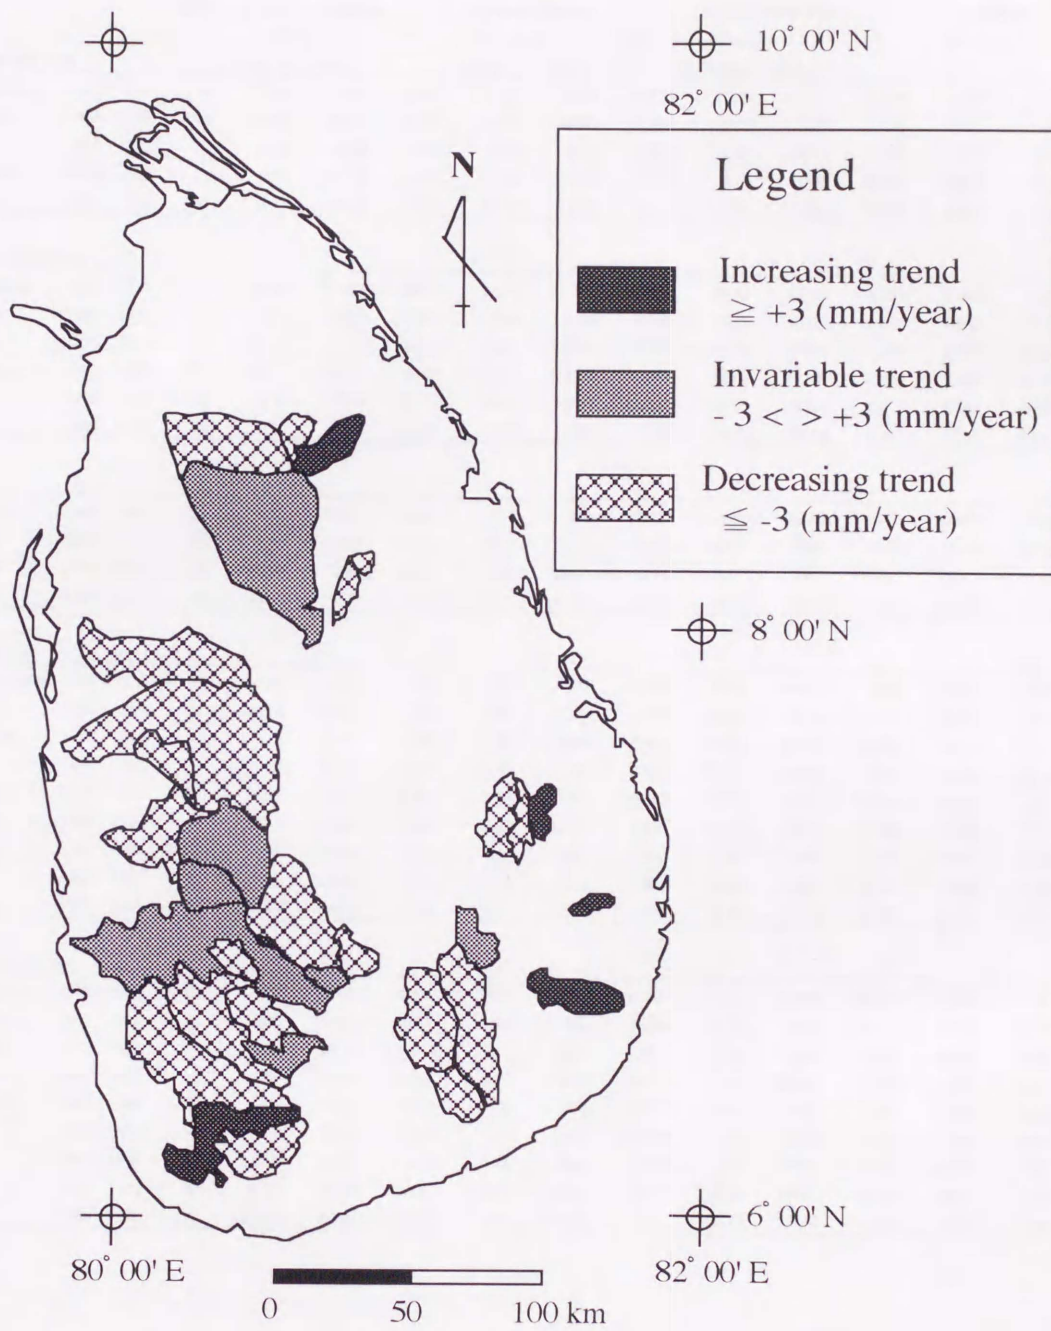 10° 00' N
82° 00' E
N
Legend
Increasing trend
≧ +3 (mm/year)
Invariable trend
3 < > +3 (mm/year)
Decreasing trend
≦ -3 (mm/year)
8° 00' N
6° 00' N
80° 00' E
82° 00' E
0 50 100 km